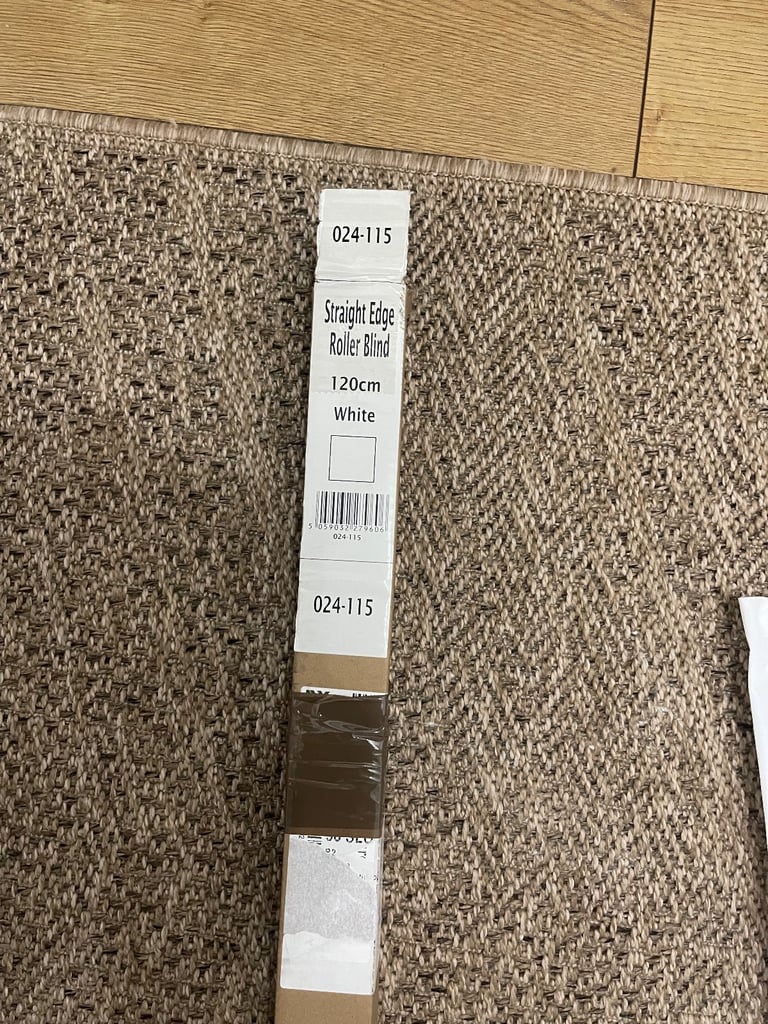 024-115
Straight Edge
Roller Blind
120cm
White
5 059032 279606
024-115
024-115